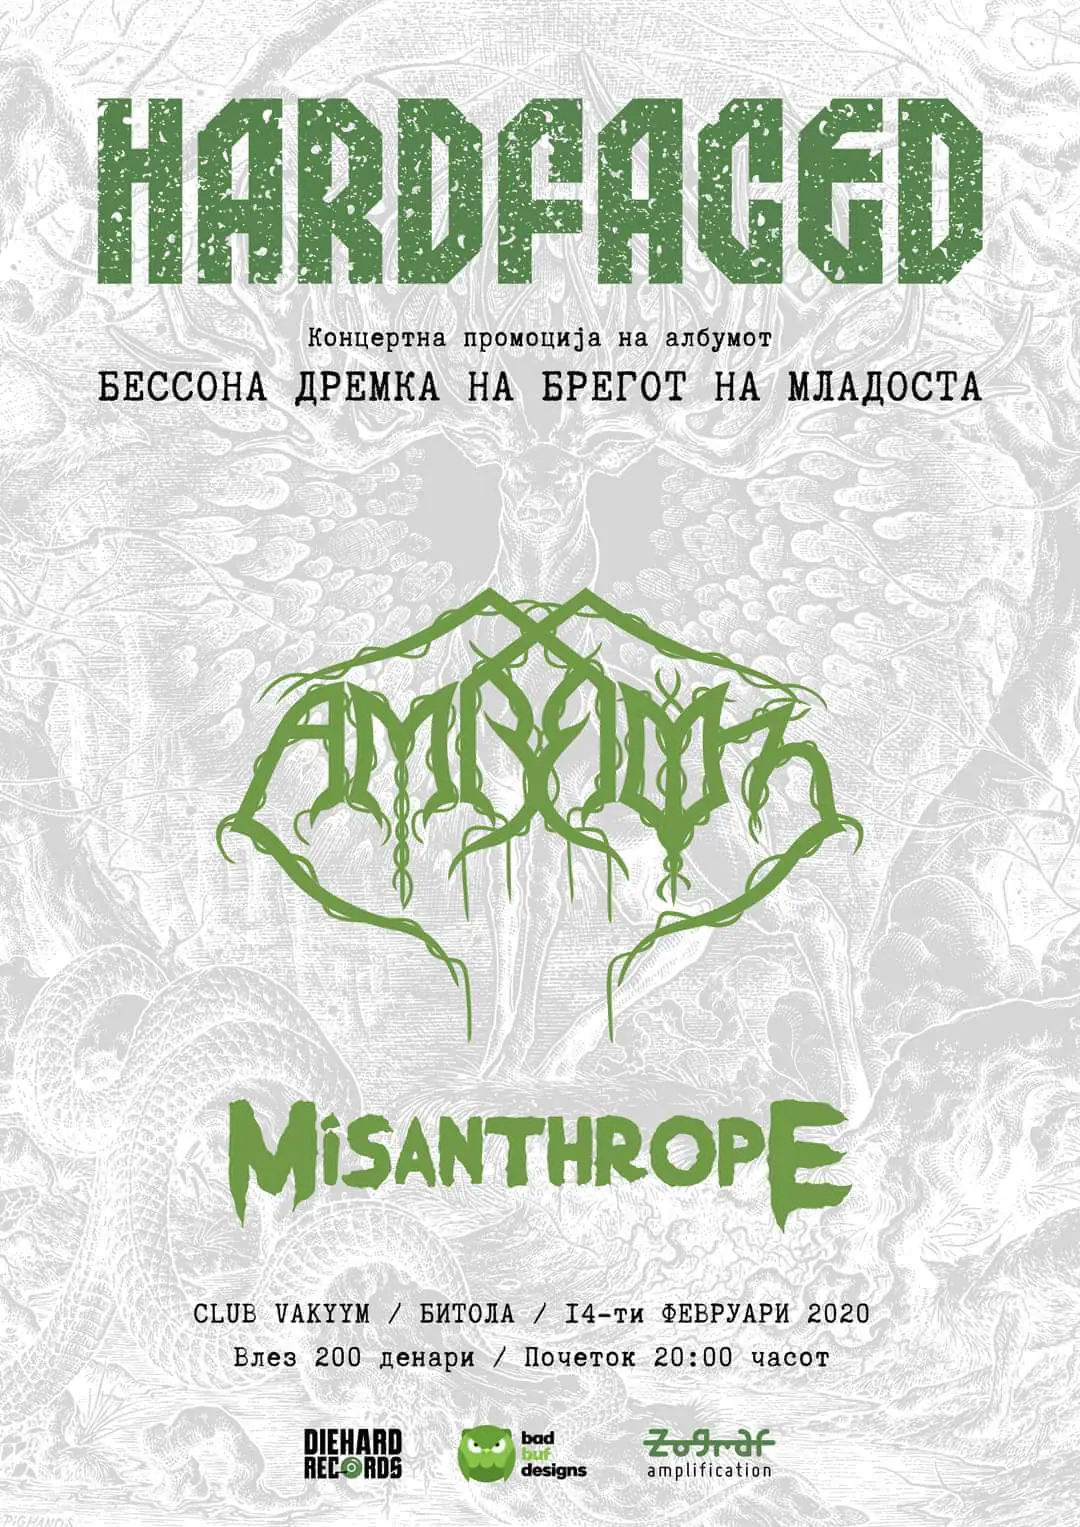 HARDFACED
Концертна промоција на албумот
БЕССОНА ДРЕМКА НА БРЕГОТ НА МЛАДОСТА
MISANTHROPE
CLUB VAKYYM / БИТОЛА / 14-ти ФЕВРУАРИ 2020
Влез 200 денари / Почеток 20:00 часот
DIEHARD
RECORDS
bad
buf
designs
Zograf
amplification
PIGHANDS